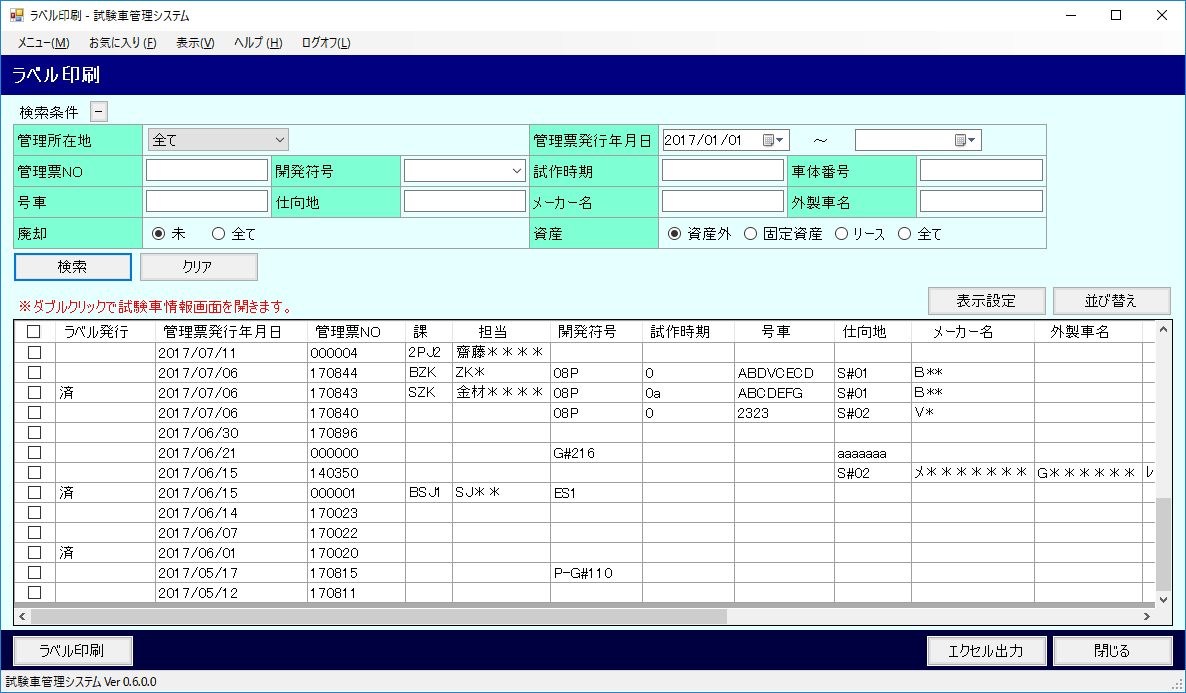 ラベル印刷 - 試験車管理システム
メニュー(M) お気に入り(F) 表示(V) ヘルプ(H) ログオフ(L)
ラベル印刷
検索条件 −
管理所在地 全て 管理票発行年月日 2017/01/01 ～
管理票NO 開発符号 試作時期 車体番号
号車 仕向地 メーカー名 外製車名
廃却 未 全て 資産 資産外 固定資産 リース 全て
検索 クリア
※ダブルクリックで試験車情報画面を開きます。 表示設定 並び替え
ラベル発行 管理票発行年月日 管理票NO 課 担当 開発符号 試作時期 号車 仕向地 メーカー名 外製車名
2017/07/11 000004 2PJ2 齋藤＊＊＊＊
2017/07/06 170844 BZK ZK＊ 08P 0 ABDVCECD S#01 B**
済 2017/07/06 170843 SZK 金材＊＊＊＊ 08P 0a ABCDEFG S#01 B**
2017/07/06 170840 08P 0 2323 S#02 V*
2017/06/30 170896
2017/06/21 000000 G#216 aaaaaaa
2017/06/15 140350 S#02 メ＊＊＊＊＊＊＊ G＊＊＊＊＊＊ レ
済 2017/06/15 000001 BSJ1 SJ＊＊ ES1
2017/06/14 170023
2017/06/07 170022
済 2017/06/01 170020
2017/05/17 170815 P-G#110
2017/05/12 170811
ラベル印刷 エクセル出力 閉じる
試験車管理システム Ver 0.6.0.0